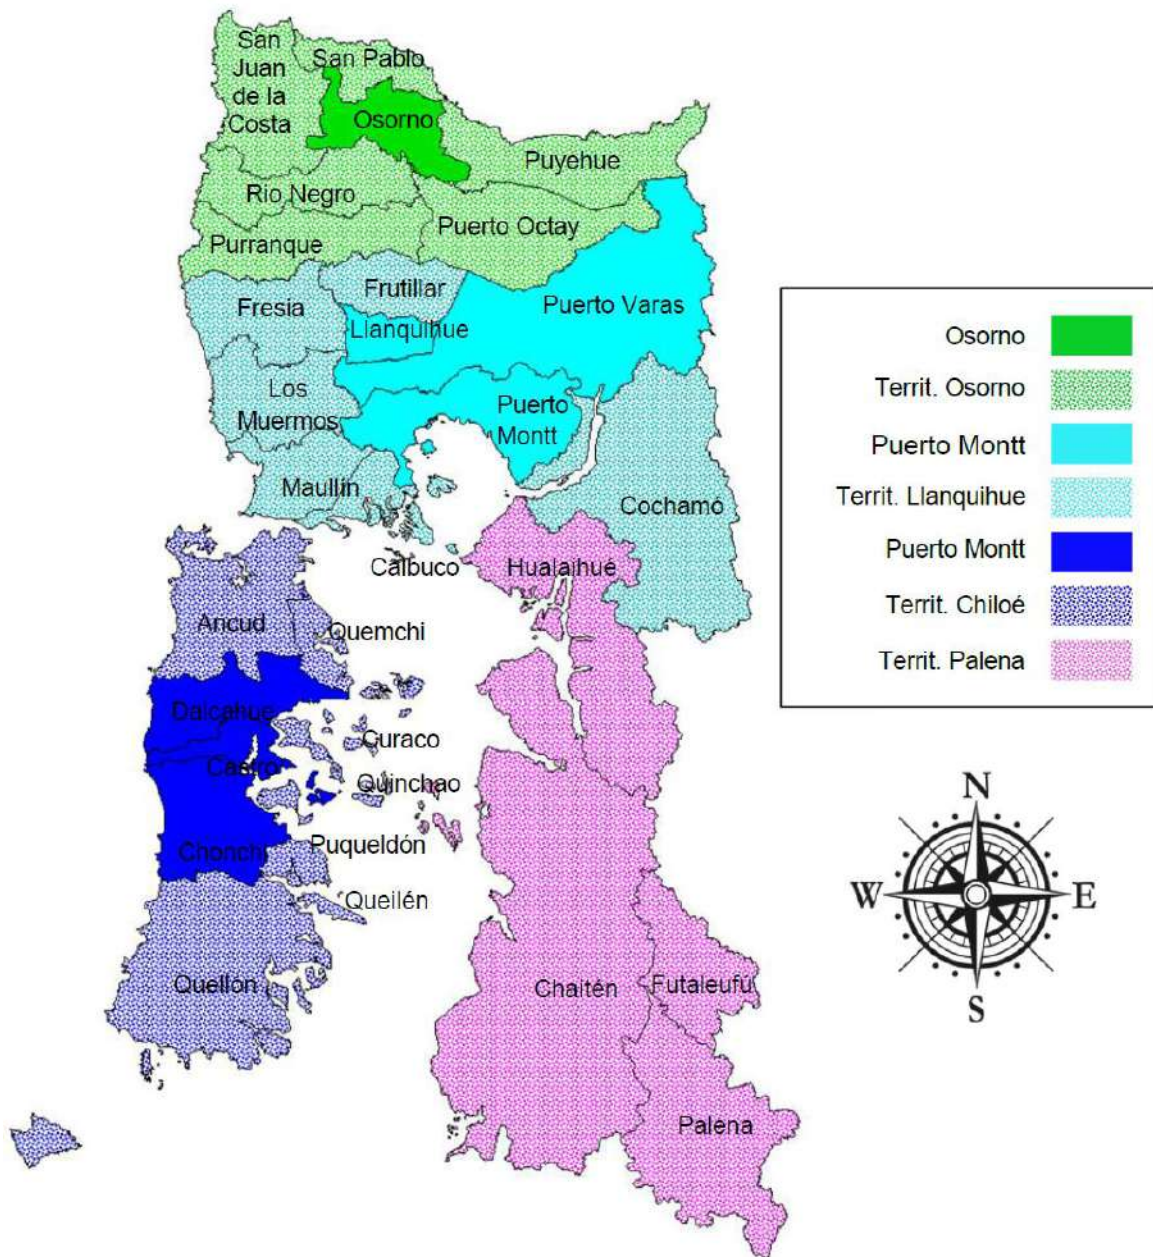 San
Juan
de la
Costa
San Pablo
Osorno
Puyehue
Rio Negro
Puerto Octay
Purranque
Frutillar
Fresia
Puerto Varas
Llanquihue
Los
Muermos
Puerto
Montt
Maullín
Cochamó
Calbuco
Hualaihué
Ancud
Quemchi
Dalcahue
Curaco
Castro
Quinchao
Puqueldón
Chonchi
Queilén
Quellón
Chaitén
Futaleufú
Palena
Osorno
Territ. Osorno
Puerto Montt
Territ. Llanquihue
Puerto Montt
Territ. Chiloé
Territ. Palena
N
W
E
S